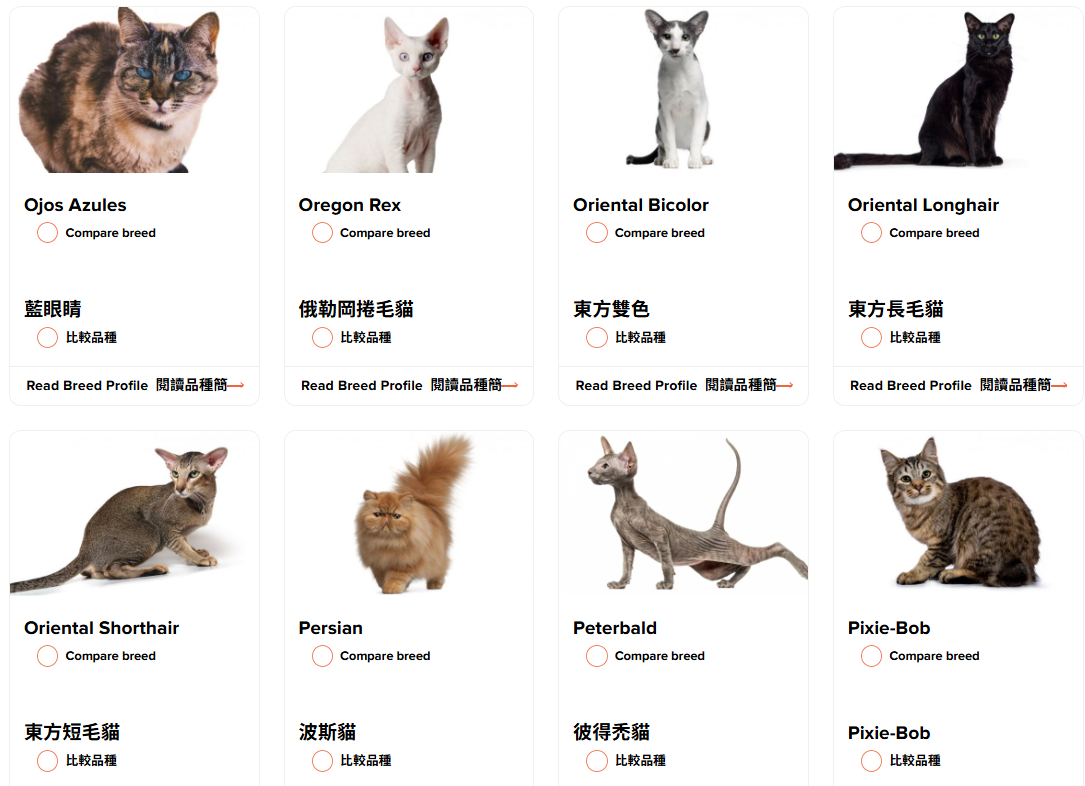 Ojos Azules
Compare breed
藍眼睛
比較品種
Read Breed Profile 閱讀品種簡
Oregon Rex
Compare breed
俄勒岡捲毛貓
比較品種
Read Breed Profile 閱讀品種簡
Oriental Bicolor
Compare breed
東方雙色
比較品種
Read Breed Profile 閱讀品種簡
Oriental Longhair
Compare breed
東方長毛貓
比較品種
Read Breed Profile 閱讀品種簡
Oriental Shorthair
Compare breed
東方短毛貓
比較品種
Persian
Compare breed
波斯貓
比較品種
Peterbald
Compare breed
彼得禿貓
比較品種
Pixie-Bob
Compare breed
Pixie-Bob
比較品種